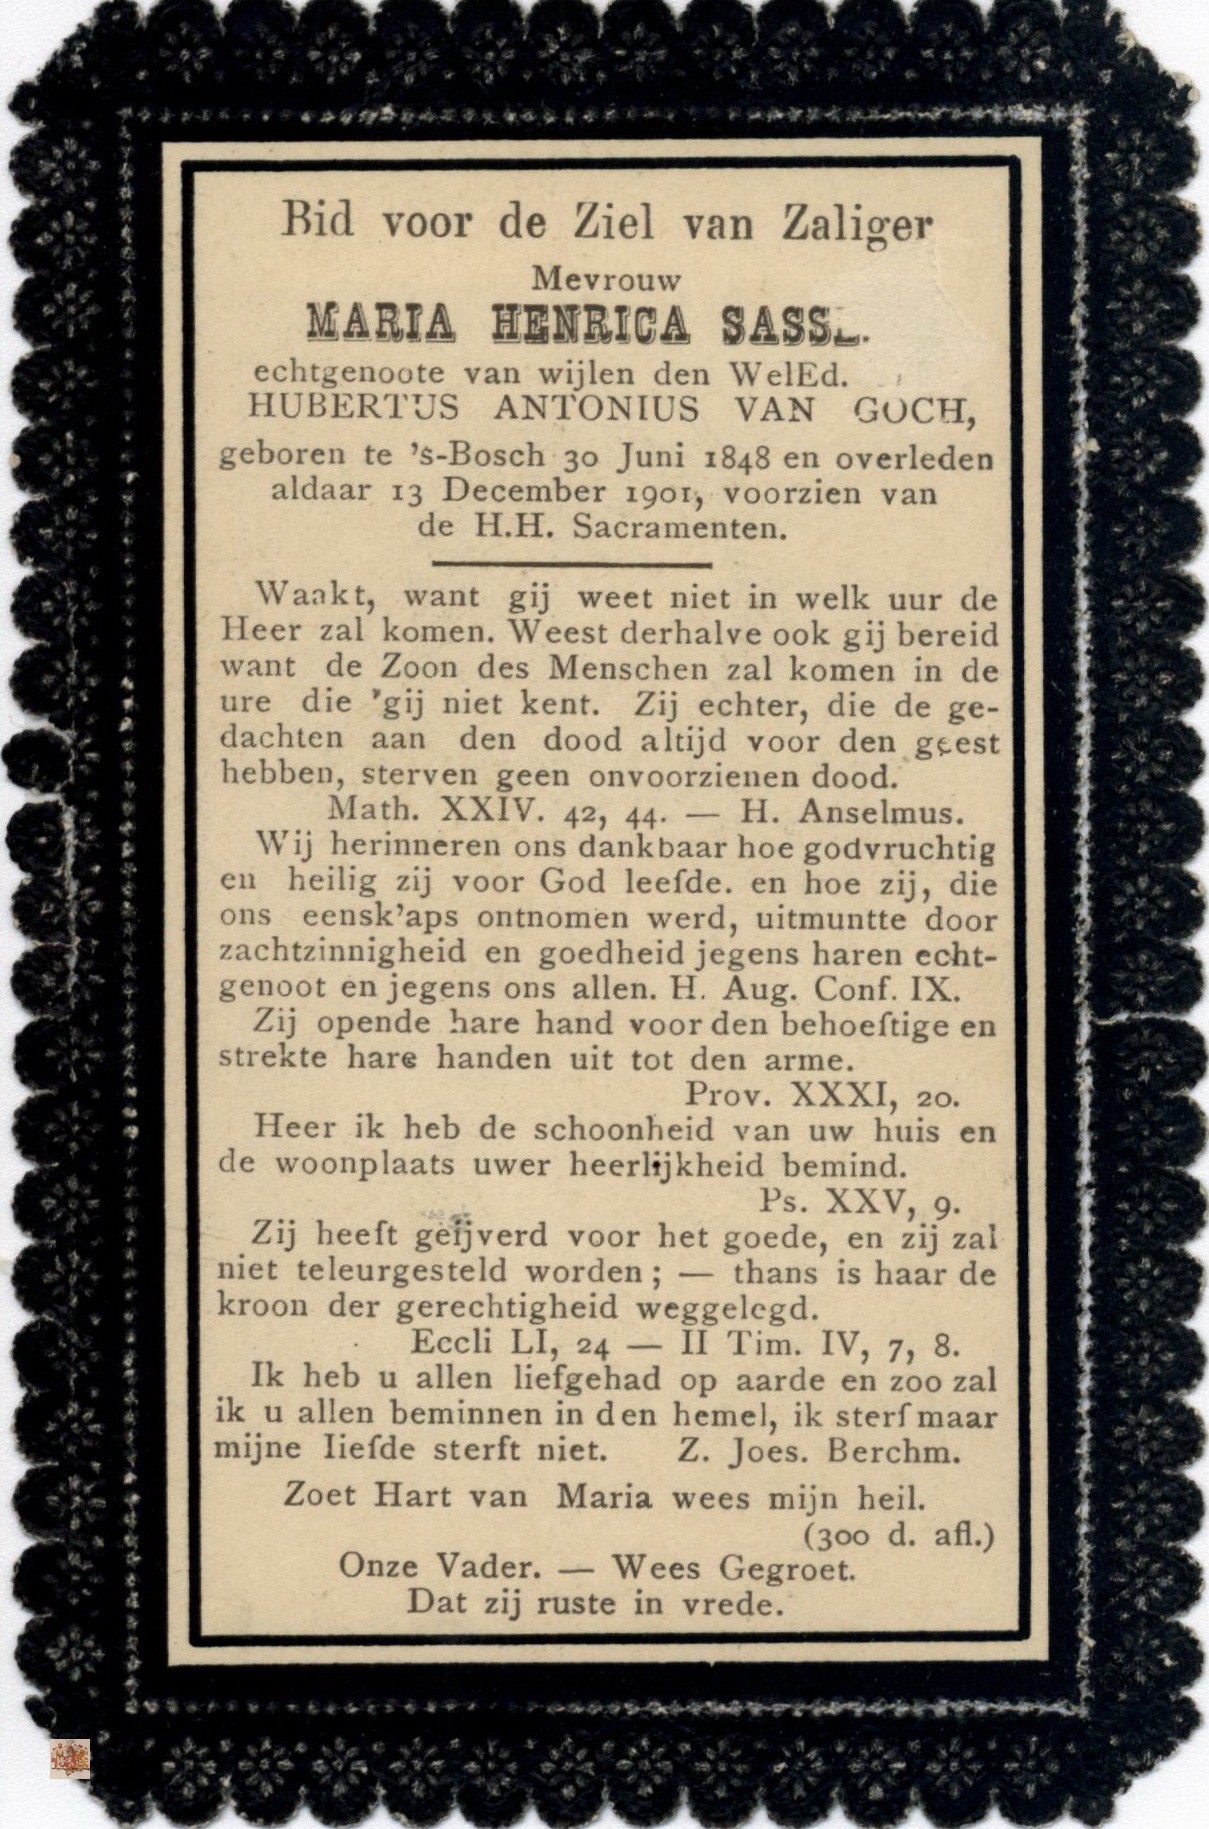 Bid voor de Ziel van Zaliger
Mevrouw
MARIA HENRICA
echtgenoote van wijlen den WelEd.
HUBERTUS ANTONIUS VAN GOCH,
geboren te 's-Bosch 30 Juni 1848 en overleden
aldaar 13 December 1901, voorzien van
de H.H. Sacramenten.
Waakt, want gij weet niet in welk uur de
Heer zal komen. Weest derhalve ook gij bereid
want de Zoon des Menschen zal komen in de
ure die 'gij niet kent. Zij echter, die de ge-
dachten aan den dood altijd voor den geest
hebben, sterven geen onvoorzienen dood.
Math. XXIV. 42, 44. — H. Anselmus.
Wij herinneren ons dankbaar hoe godvruchtig
en heilig zij voor God leefde. en hoe zij, die
ons eensk'aps ontnomen werd, uitmuntte door
zachtzinnigheid en goedheid jegens haren echt-
genoot en jegens ons allen. H. Aug. Conf. IX.
Zij opende hare hand voor den behoeftige en
strekte hare handen uit tot den arme.
Prov. XXXI, 20.
Heer ik heb de schoonheid van uw huis en
de woonplaats uwer heerlijkheid bemind.
Ps. XXV, 9.
Zij heeft geijverd voor het goede, en zij zal
niet teleurgesteld worden; — thans is haar de
kroon der gerechtigheid weggelegd.
Eccli LI, 24 — II Tim. IV, 7, 8.
Ik heb u allen liefgehad op aarde en zoo zal
ik u allen beminnen in den hemel, ik sterf maar
mijne liefde sterft niet. Z. Joes. Berchm.
Zoet Hart van Maria wees mijn heil.
(300 d. afl.)
Onze Vader. — Wees Gegroet.
Dat zij ruste in vrede.